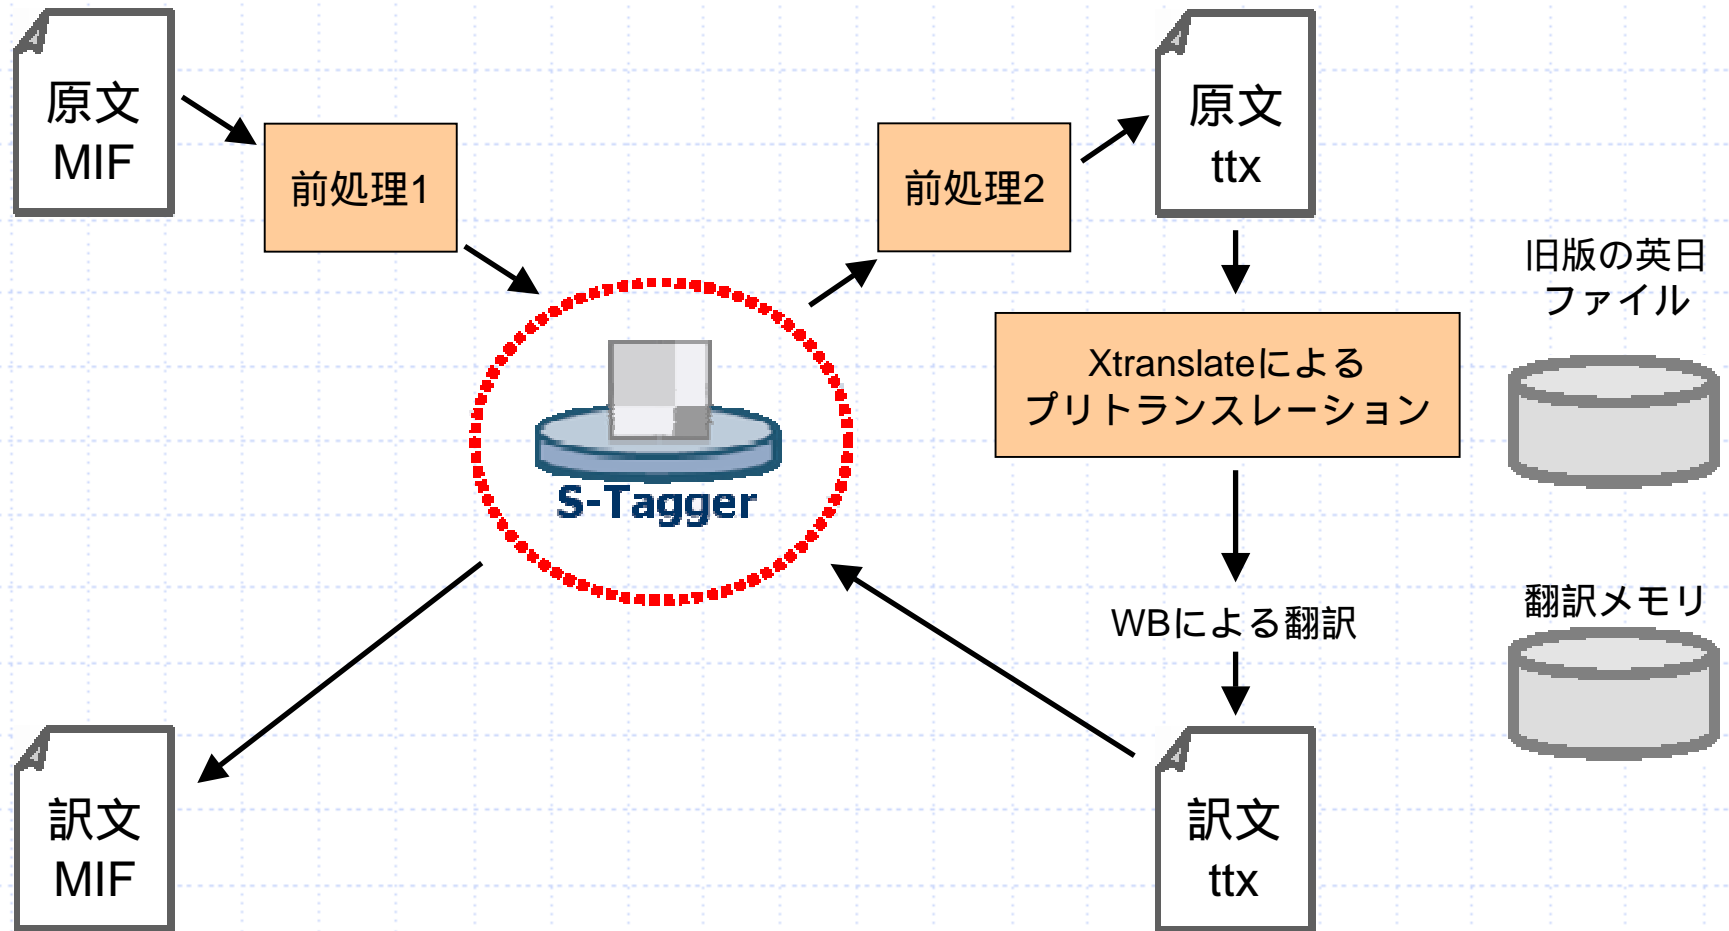 原文
MIF
前処理1
前処理2
原文
ttx
旧版の英日
ファイル
Xtranslateによる
プリトランスレーション
S-Tagger
WBによる翻訳
翻訳メモリ
訳文
MIF
訳文
ttx